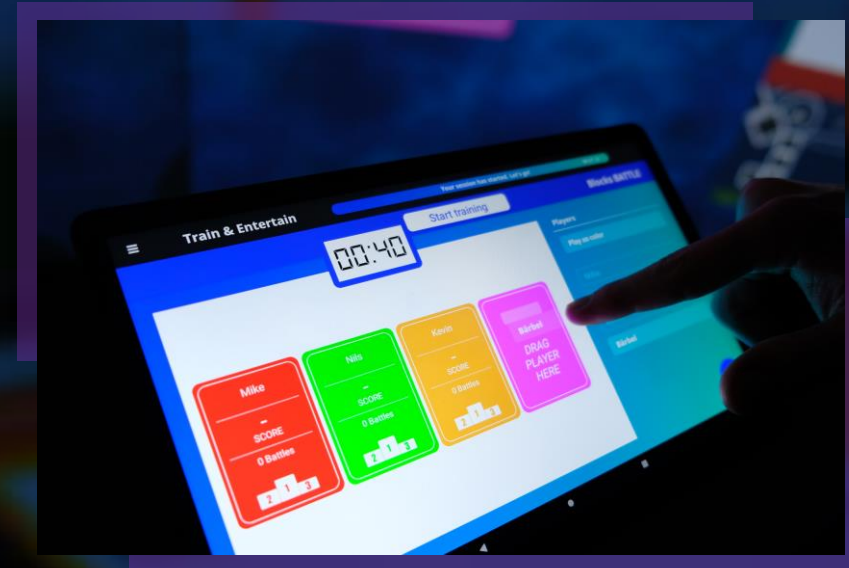 Your session has started. Let's go!
Train & Entertain
Blocks BATTLE
Start training
00:40
Players
Play as color
Mike
–
SCORE
0 Battles
2 1 3
Nils
–
SCORE
0 Battles
2 1 3
Kevin
–
SCORE
0 Battles
2 1 3
Bärbel
DRAG
PLAYER
HERE
Bärbel